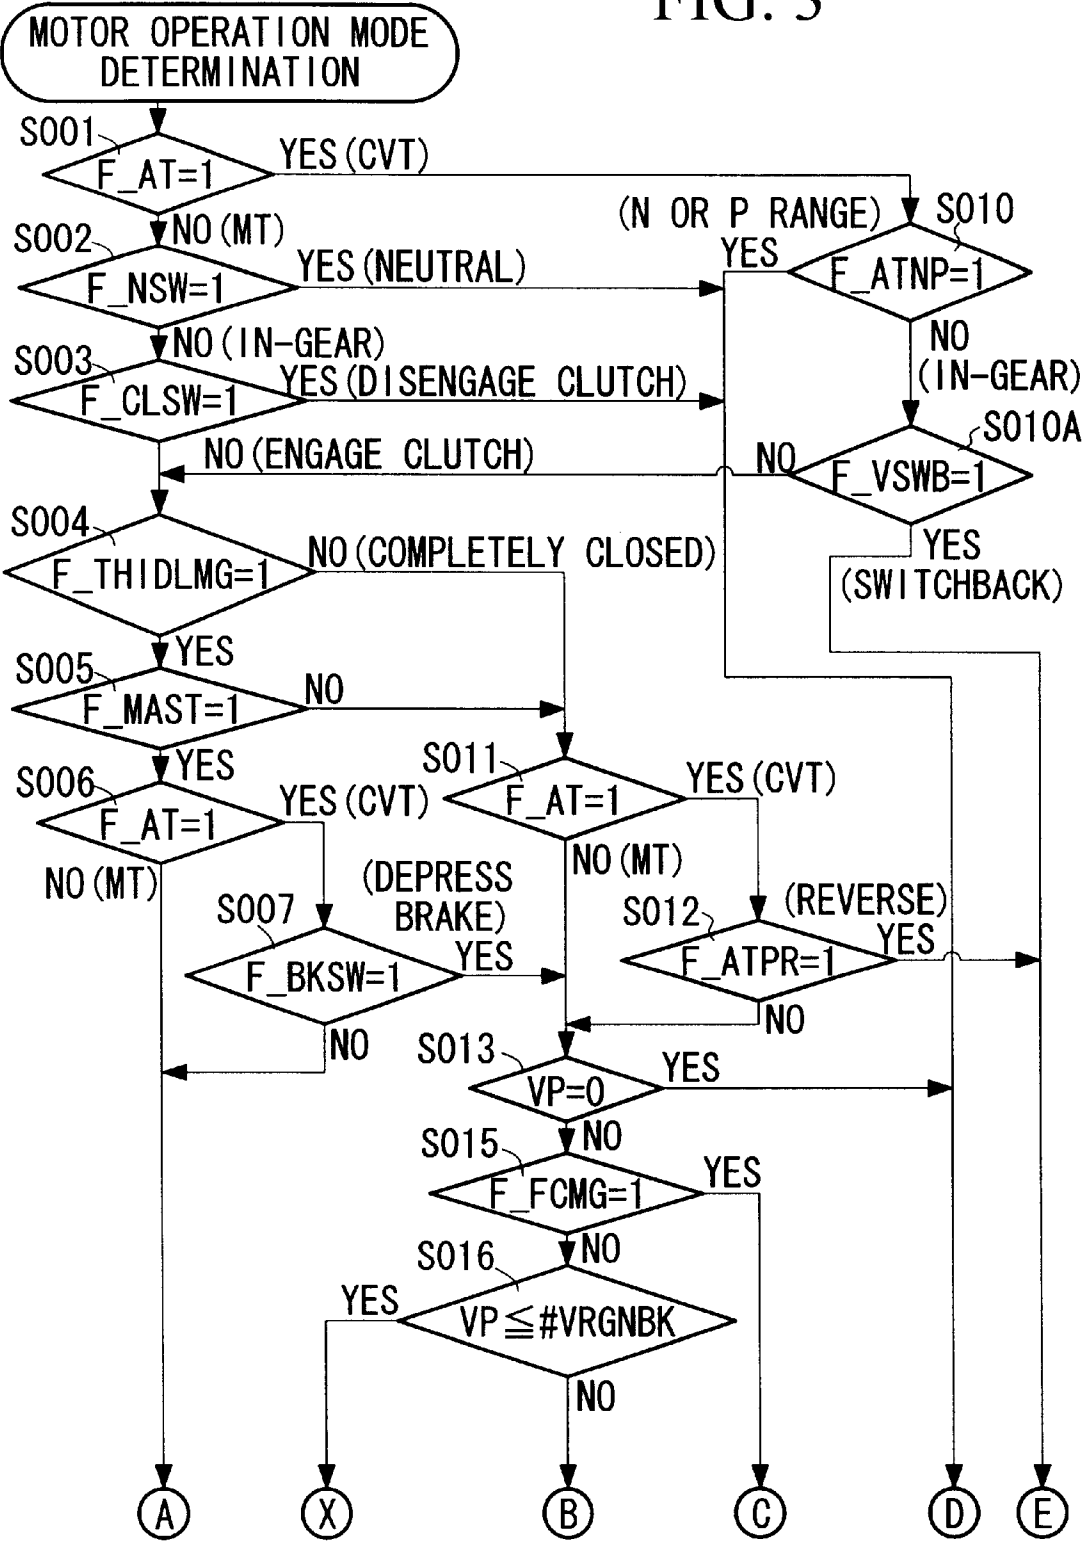 FIG. 3
MOTOR OPERATION MODE
DETERMINATION
S001
F_AT=1
YES(CVT)
NO(MT)
(N OR P RANGE)
S010
YES
F_ATNP=1
S002
F_NSW=1
YES(NEUTRAL)
NO(IN-GEAR)
NO
(IN-GEAR)
S003
F_CLSW=1
YES(DISENGAGE CLUTCH)
S010A
NO(ENGAGE CLUTCH)
NO
F_VSWB=1
YES
(SWITCHBACK)
S004
F_THIDLMG=1
NO(COMPLETELY CLOSED)
YES
S005
F_MAST=1
NO
YES
S006
F_AT=1
YES(CVT)
NO(MT)
S011
F_AT=1
YES(CVT)
NO(MT)
S007
(DEPRESS
BRAKE)
F_BKSW=1
YES
NO
S012
(REVERSE)
F_ATPR=1
YES
NO
S013
VP=0
YES
NO
S015
F_FCMG=1
YES
NO
S016
YES
VP≦#VRGNBK
NO
A
X
B
C
D
E